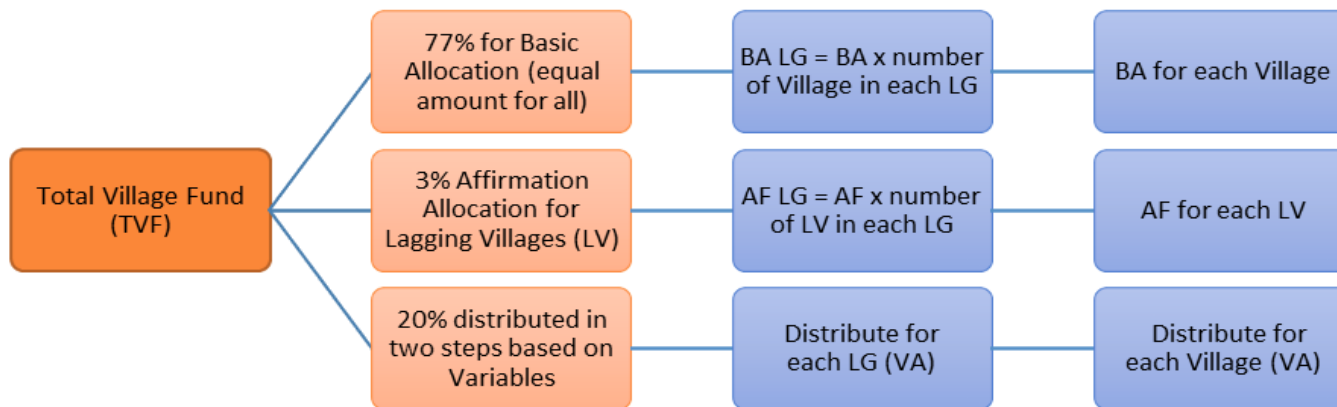 77% for Basic
Allocation (equal
amount for all)
BA LG = BA x number
of Village in each LG
BA for each Village
Total Village Fund
(TVF)
3% Affirmation
Allocation for
Lagging Villages (LV)
AF LG = AF x number
of LV in each LG
AF for each LV
20% distributed in
two steps based on
Variables
Distribute for
each LG (VA)
Distribute for
each Village (VA)